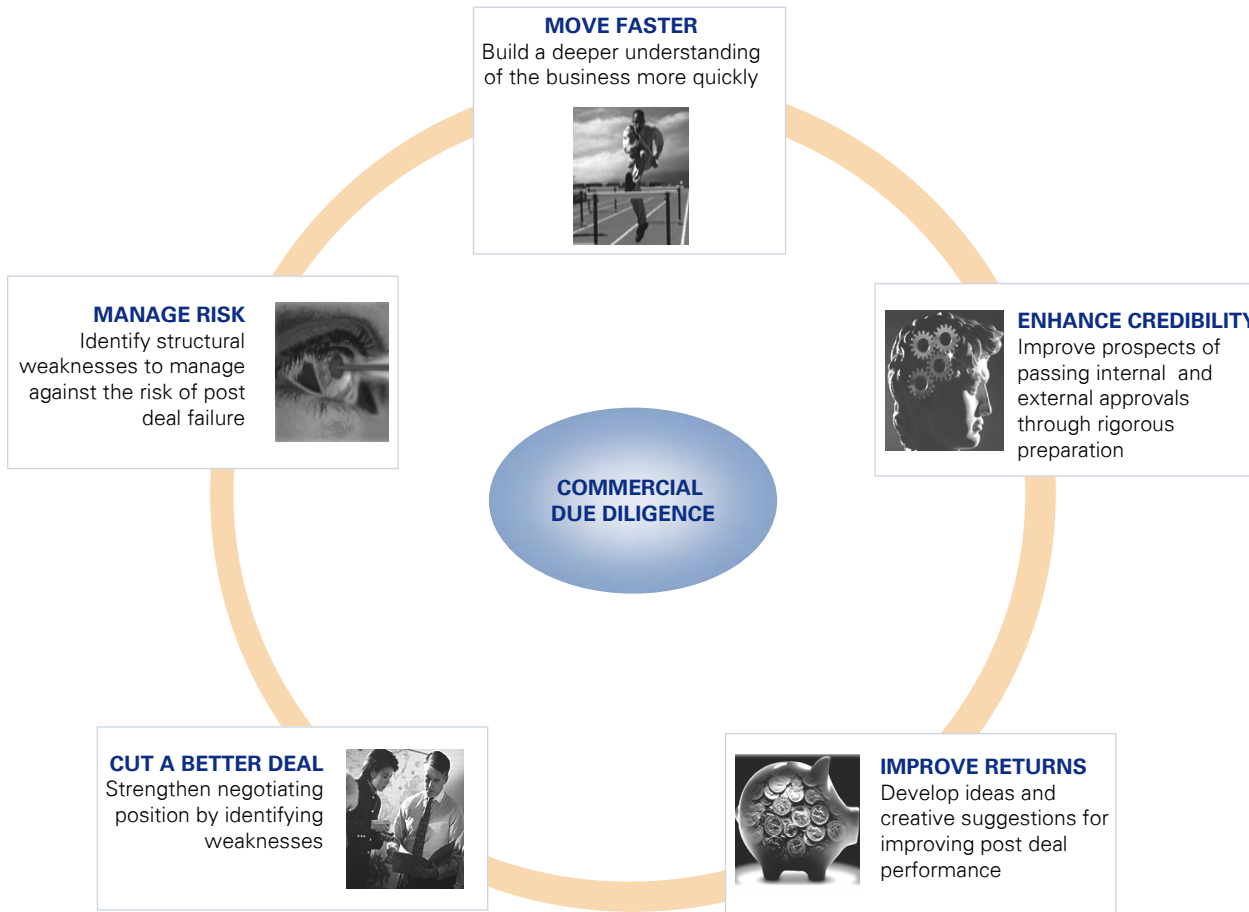 MOVE FASTER
Build a deeper understanding
of the business more quickly
MANAGE RISK
Identify structural
weaknesses to manage
against the risk of post
deal failure
ENHANCE CREDIBILITY
Improve prospects of
passing internal and
external approvals
through rigorous
preparation
COMMERCIAL
DUE DILIGENCE
CUT A BETTER DEAL
Strengthen negotiating
position by identifying
weaknesses
IMPROVE RETURNS
Develop ideas and
creative suggestions for
improving post deal
performance